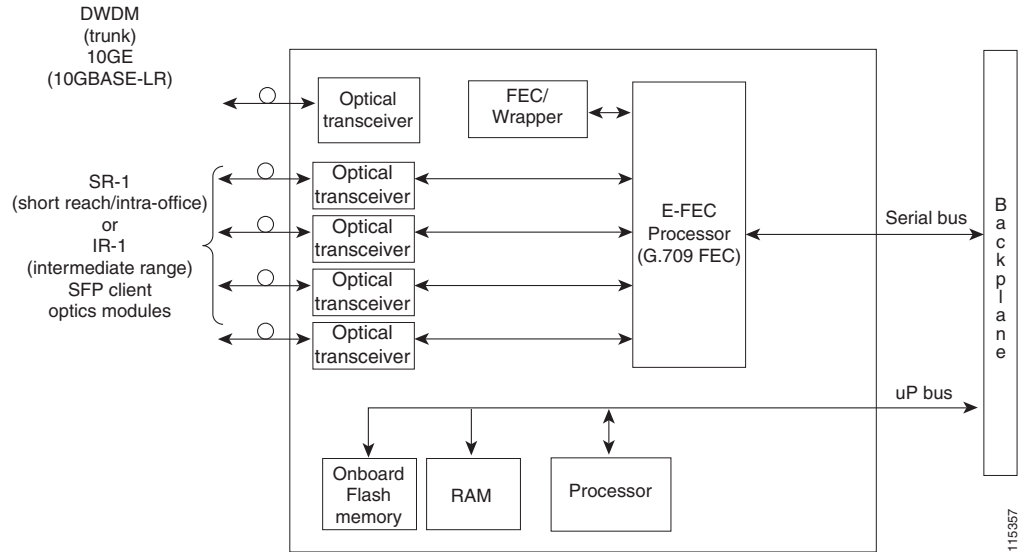 DWDM
(trunk)
10GE
(10GBASE-LR)
Optical
transceiver
FEC/
Wrapper
SR-1
(short reach/intra-office)
or
IR-1
(intermediate range)
SFP client
optics modules
Optical
transceiver
Optical
transceiver
Optical
transceiver
Optical
transceiver
E-FEC
Processor
(G.709 FEC)
Serial bus
Backplane
uP bus
Onboard
Flash
memory
RAM
Processor
115357